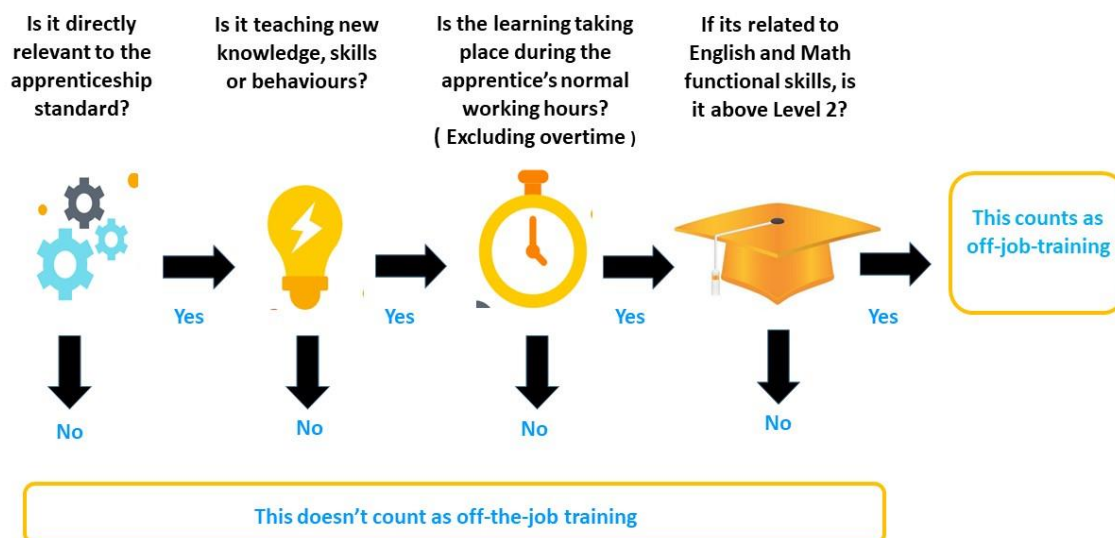 Is it directly
relevant to the
apprenticeship
standard?
Is it teaching new
knowledge, skills
or behaviours?
Is the learning taking
place during the
apprentice's normal
working hours?
( Excluding overtime )
If its related to
English and Math
functional skills, is
it above Level 2?
Yes
Yes
Yes
Yes
This counts as
off-job-training
No
No
No
No
This doesn't count as off-the-job training